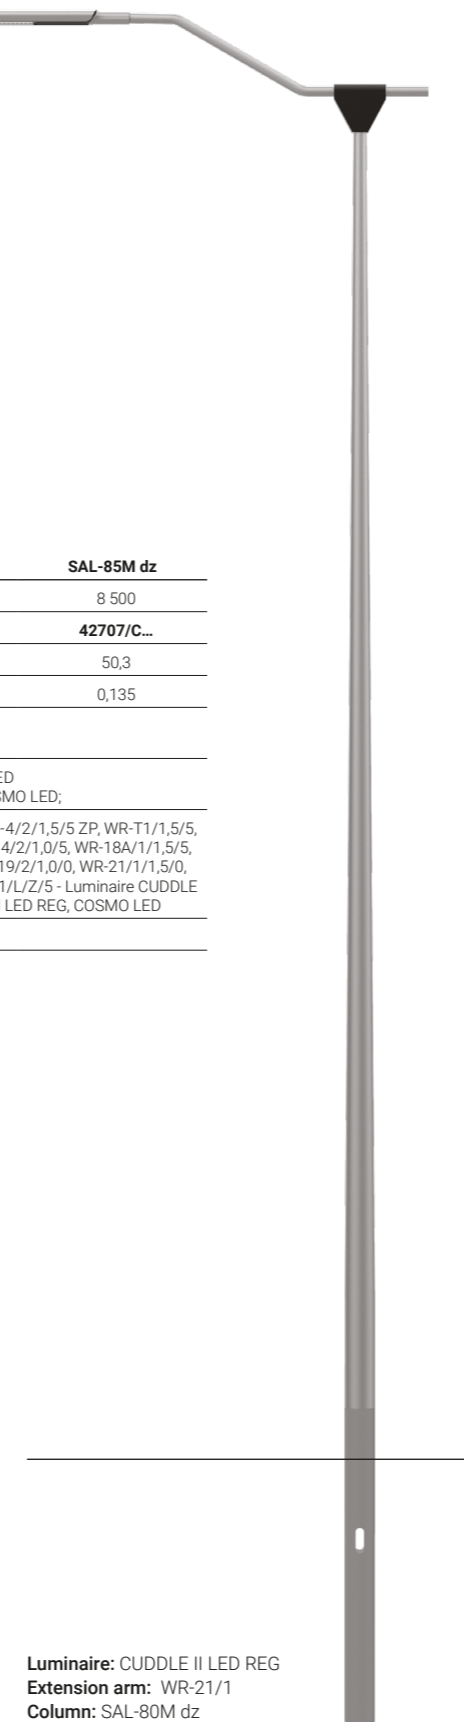 SAL-85M dz
8 500
42707/C...
50,3
0,135
ED
SMO LED;
-4/2/1,5/5 ZP, WR-T1/1,5/5,
4/2/1,0/5, WR-18A/1/1,5/5,
19/2/1,0/0, WR-21/1/1,5/0,
1/L/Z/5 - Luminaire CUDDLE
LED REG, COSMO LED
Luminaire: CUDDLE II LED REG
Extension arm: WR-21/1
Column: SAL-80M dz